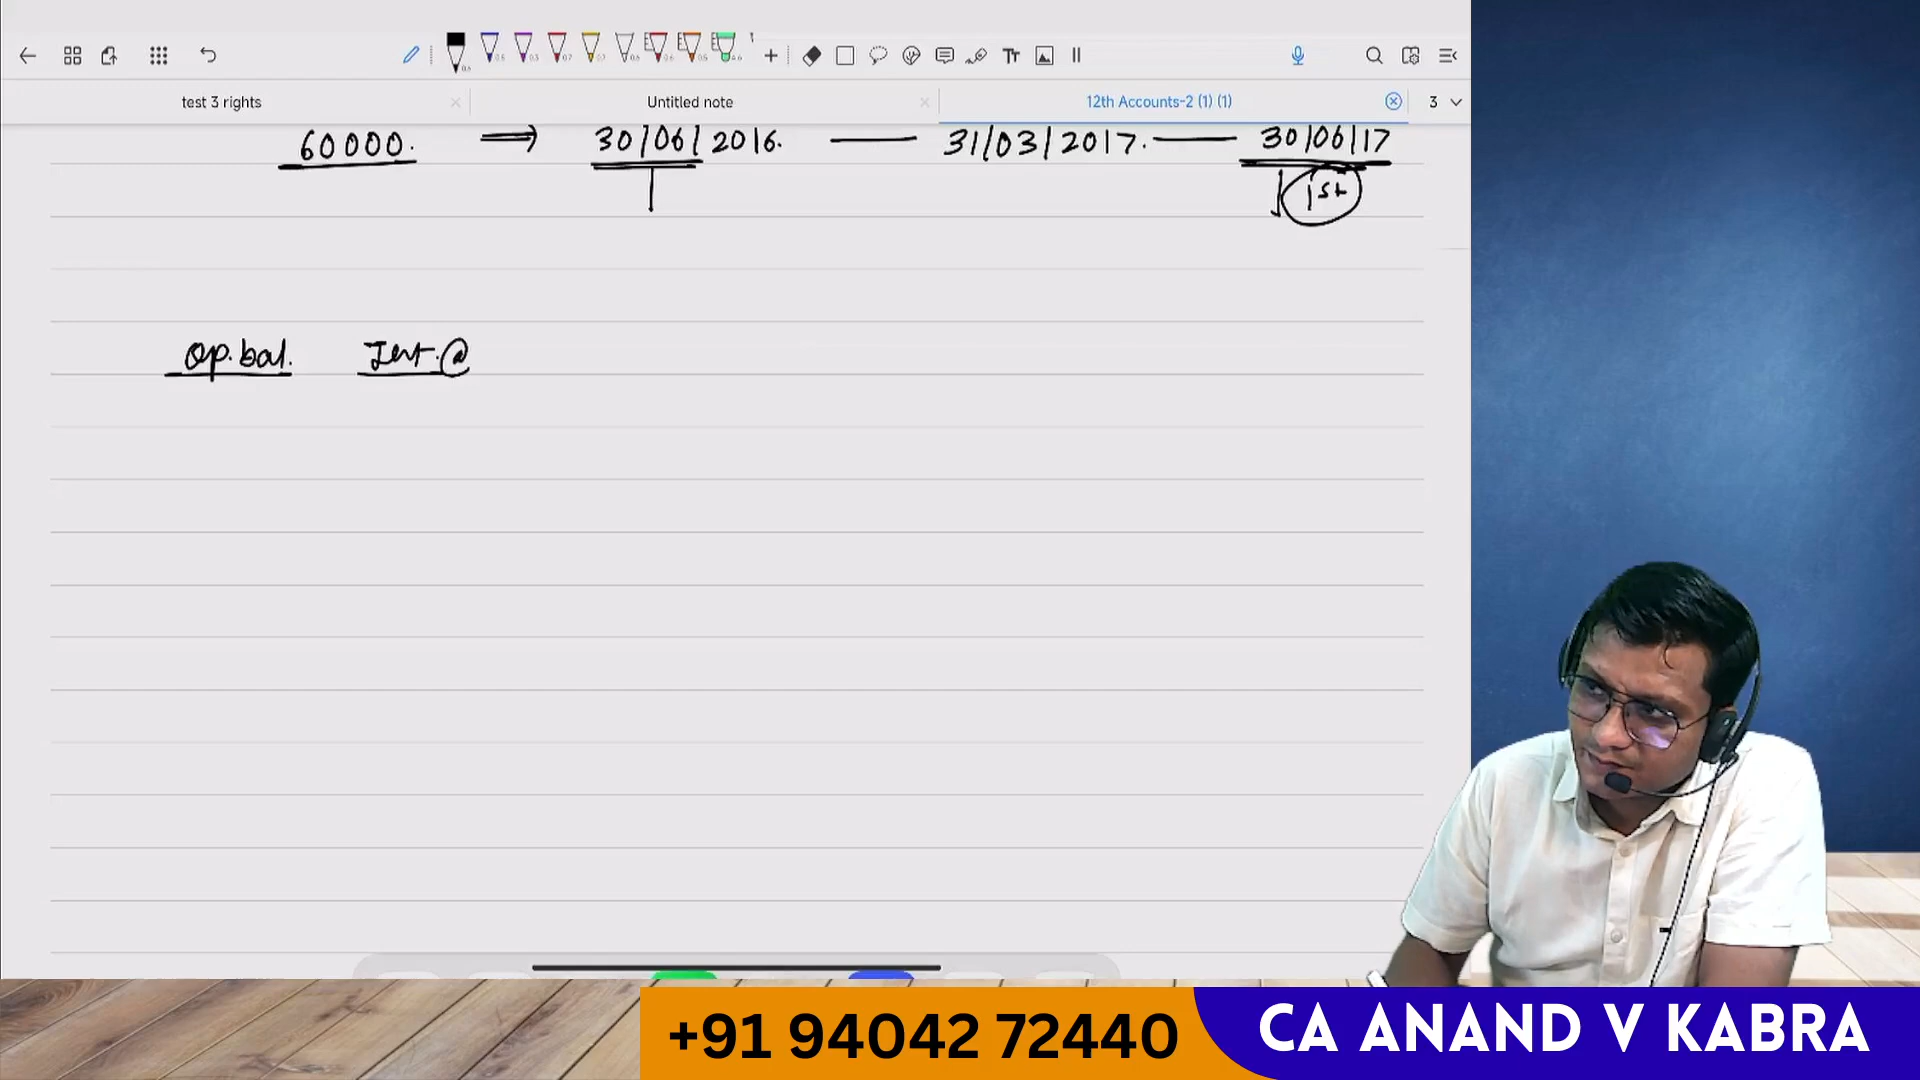 test 3 rights
Untitled note
12th Accounts-2 (1) (1)
3
60000. ⇒ 30/06/2016. — 31/03/2017. — 30/06/17
1st
Op. bal. Int. @
+91 94042 72440
CA ANAND V KABRA